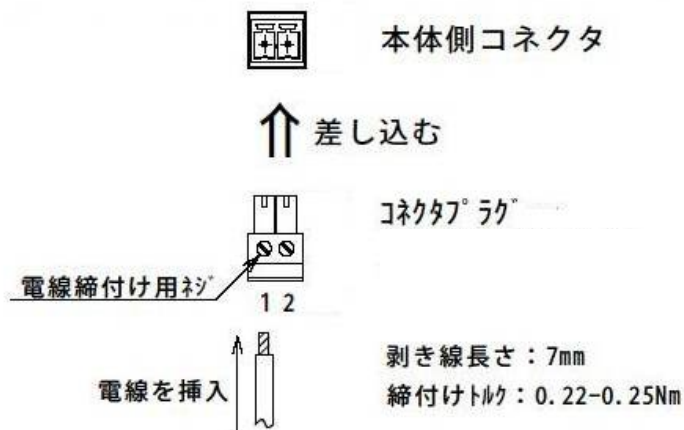 本体側コネクタ
差し込む
ｺﾈｸﾀﾌﾟﾗｸﾞ
電線締付け用ﾈｼﾞ
1 2
電線を挿入
剥き線長さ：7mm
締付けﾄﾙｸ：0.22-0.25Nm